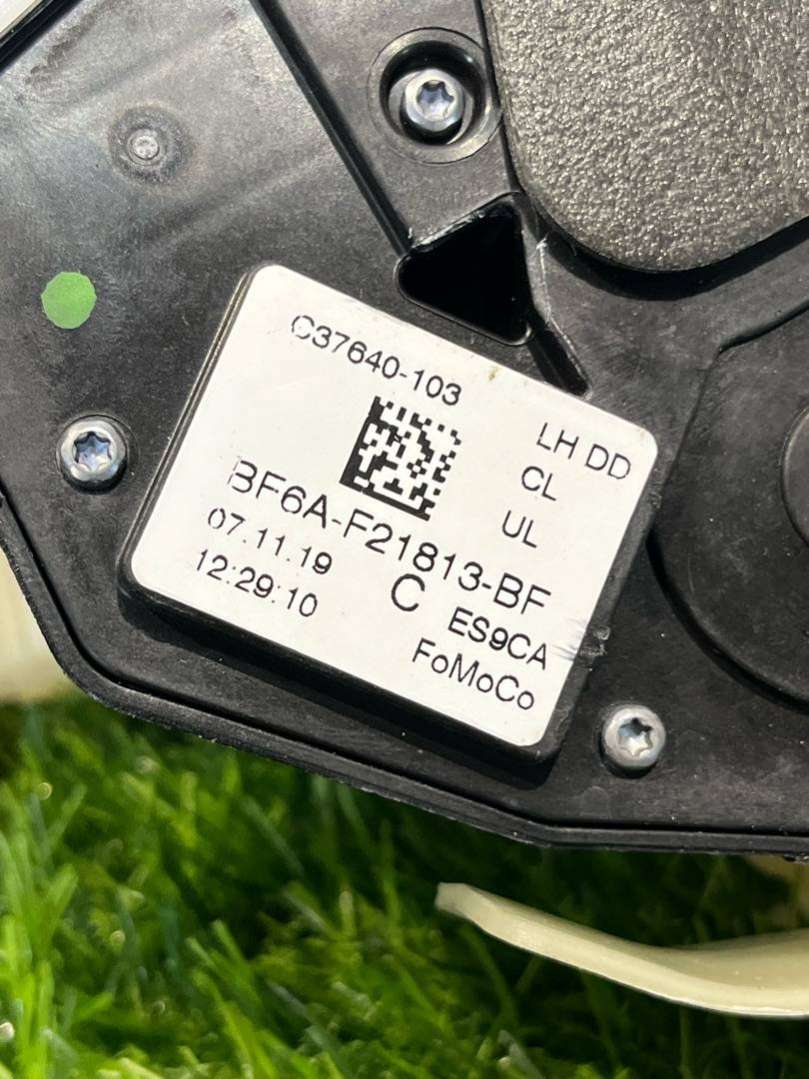 C37640-103
LH DD
CL
UL
BF6A-F21813-BF
07.11.19
12:29:10
C
ES9CA
FoMoCo